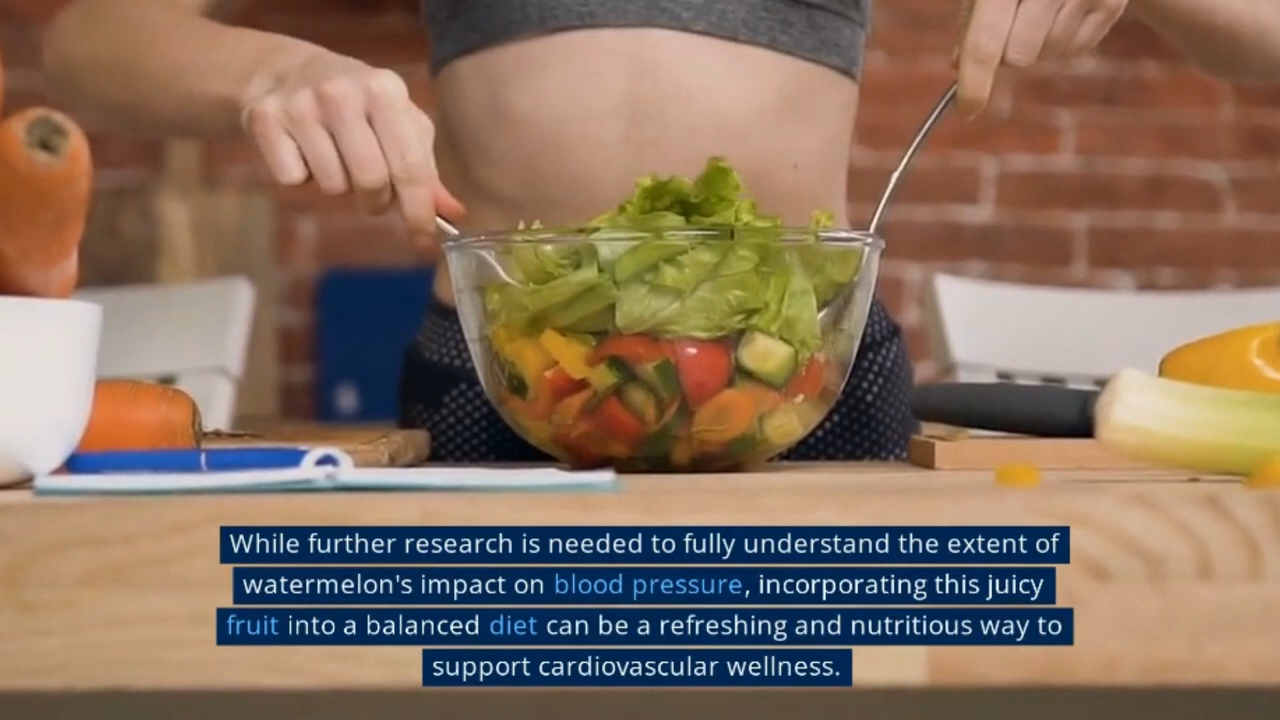 While further research is needed to fully understand the extent of
watermelon's impact on blood pressure, incorporating this juicy
fruit into a balanced diet can be a refreshing and nutritious way to
support cardiovascular wellness.